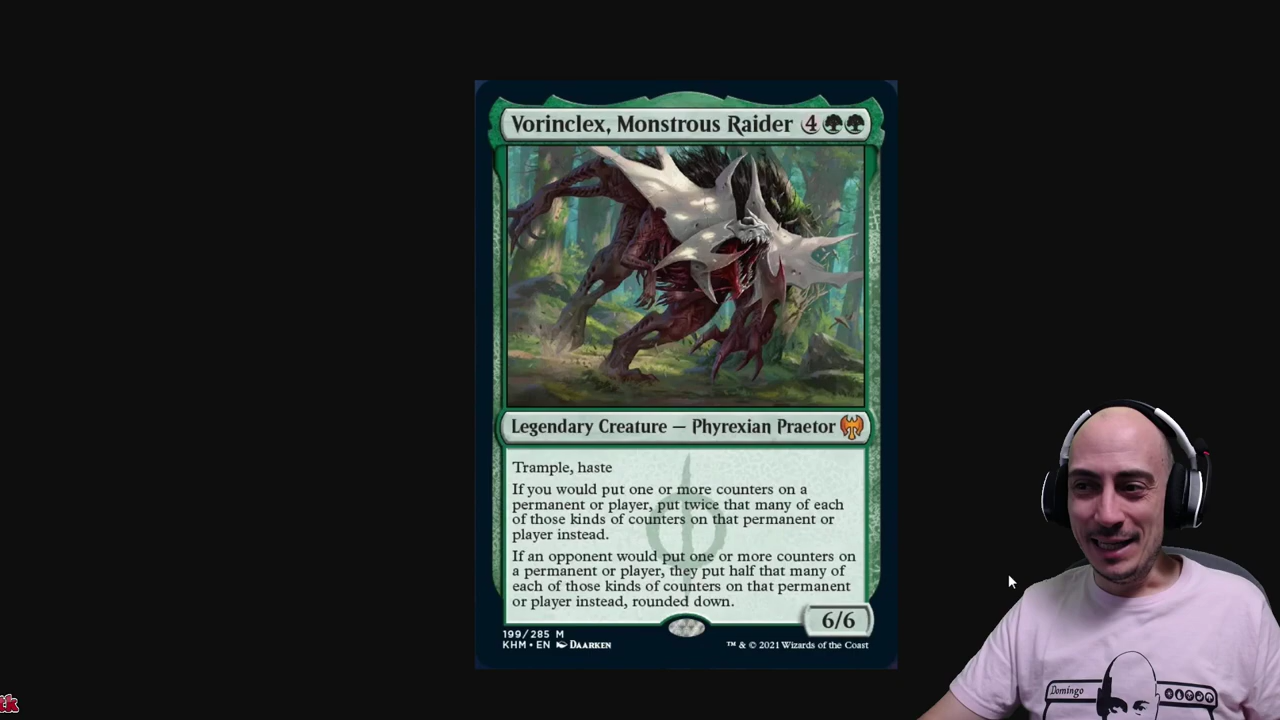 Vorinclex, Monstrous Raider 4
Legendary Creature — Phyrexian Praetor
Trample, haste
If you would put one or more counters on a
permanent or player, put twice that many of each
of those kinds of counters on that permanent or
player instead.
If an opponent would put one or more counters on
a permanent or player, they put half that many of
each of those kinds of counters on that permanent
or player instead, rounded down.
6/6
199/285 M
KHM • EN DAARKEN
™ & © 2021 Wizards of the Coast
Domingo